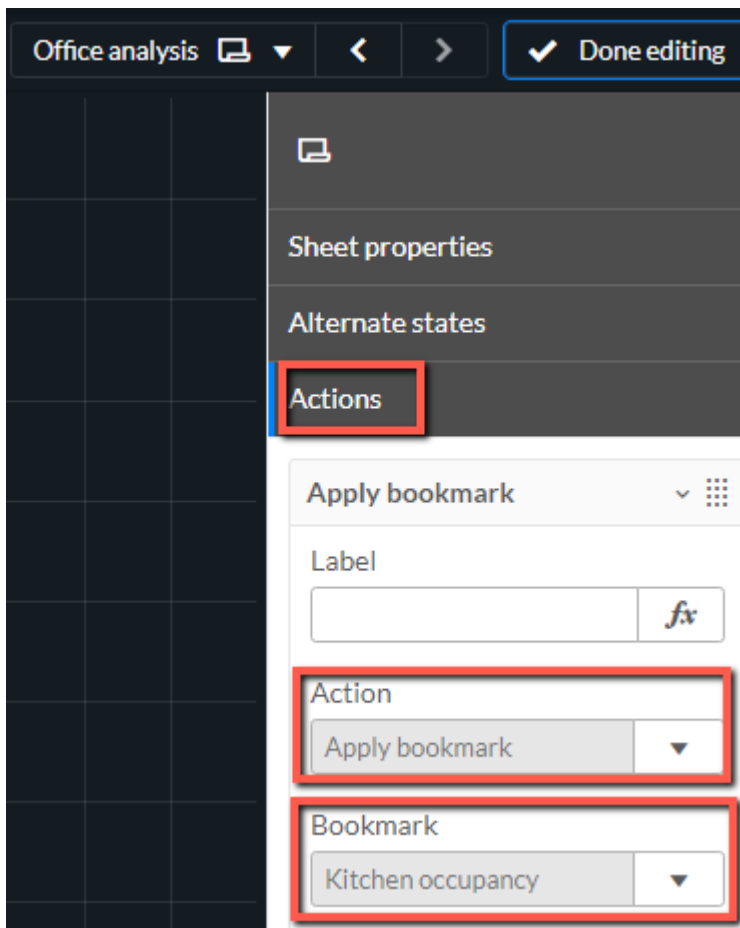 Office analysis
Done editing
Sheet properties
Alternate states
Actions
Apply bookmark
Label
fx
Action
Apply bookmark
Bookmark
Kitchen occupancy